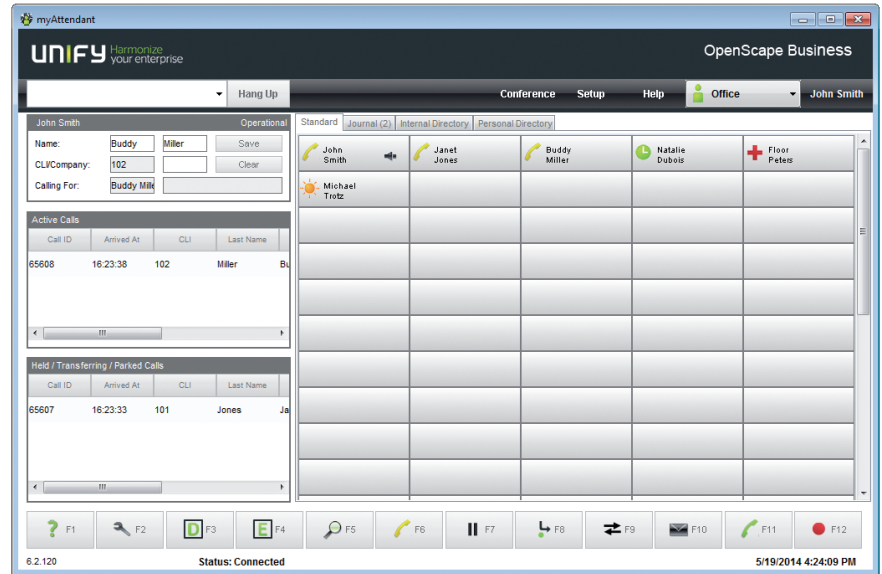 myAttendant
UNIFY Harmonize your enterprise
OpenScape Business
Hang Up
Conference Setup Help Office John Smith
John Smith Operational
Name: Buddy Miller Save
CLI/Company: 102 Clear
Calling For: Buddy Mille
Active Calls
Call ID Arrived At CLI Last Name
65608 16:23:38 102 Miller Bu
Held / Transferring / Parked Calls
Call ID Arrived At CLI Last Name
65607 16:23:33 101 Jones Ja
Standard Journal (2) Internal Directory Personal Directory
John Smith
Janet Jones
Buddy Miller
Natalie Dubois
Floor Peters
Michael Trotz
F1 F2 D F3 E F4 F5 F6 F7 F8 F9 F10 F11 F12
6.2.120 Status: Connected 5/19/2014 4:24:09 PM